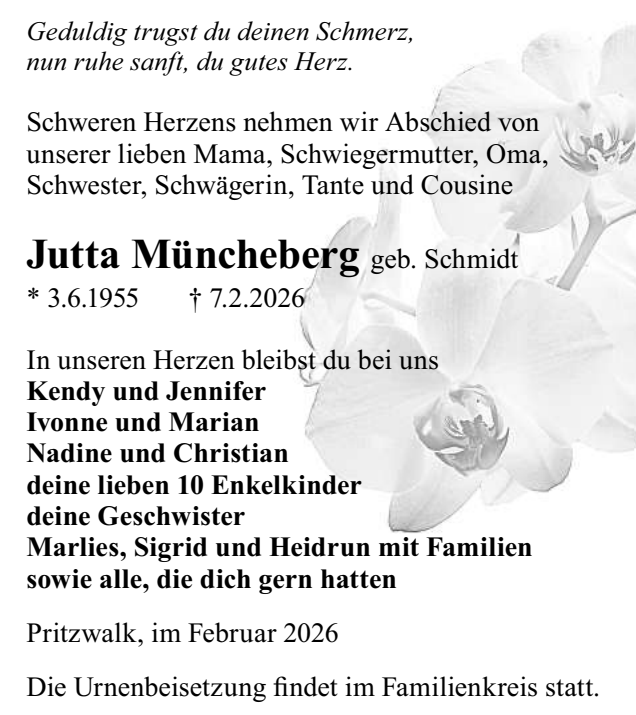 Geduldig trugst du deinen Schmerz,
nun ruhe sanft, du gutes Herz.
Schweren Herzens nehmen wir Abschied von
unserer lieben Mama, Schwiegermutter, Oma,
Schwester, Schwägerin, Tante und Cousine
Jutta Müncheberg geb. Schmidt
* 3.6.1955 † 7.2.2026
In unseren Herzen bleibst du bei uns
Kendy und Jennifer
Ivonne und Marian
Nadine und Christian
deine lieben 10 Enkelkinder
deine Geschwister
Marlies, Sigrid und Heidrun mit Familien
sowie alle, die dich gern hatten
Pritzwalk, im Februar 2026
Die Urnenbeisetzung findet im Familienkreis statt.